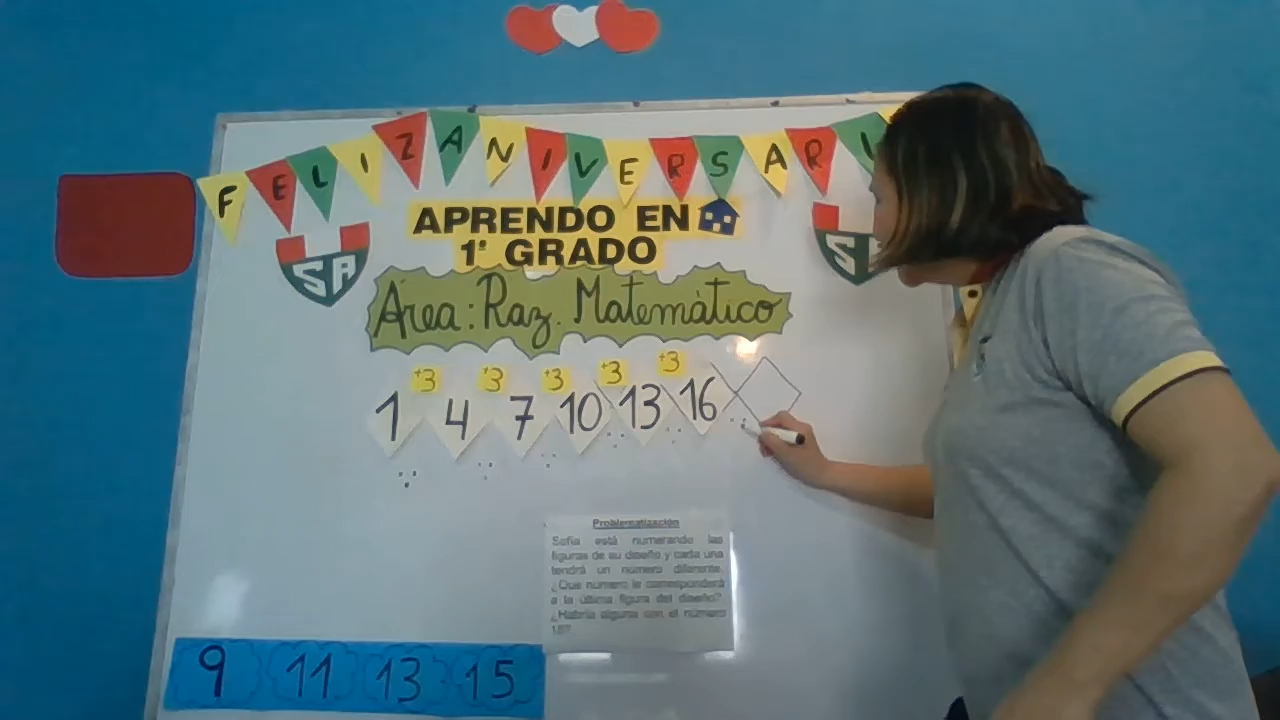 FELIZ ANIVERSARI
APRENDO EN
1° GRADO
SA
S
Área: Raz. Matemático
+3 +3 +3 +3 +3
1 4 7 10 13 16
Problematización
Sofía está numerando las
figuras de su diseño y cada una
tendrá un número diferente.
¿Que número le corresponderá
a la última figura del diseño?
¿Habría alguna con el número
18?
9 11 13 15